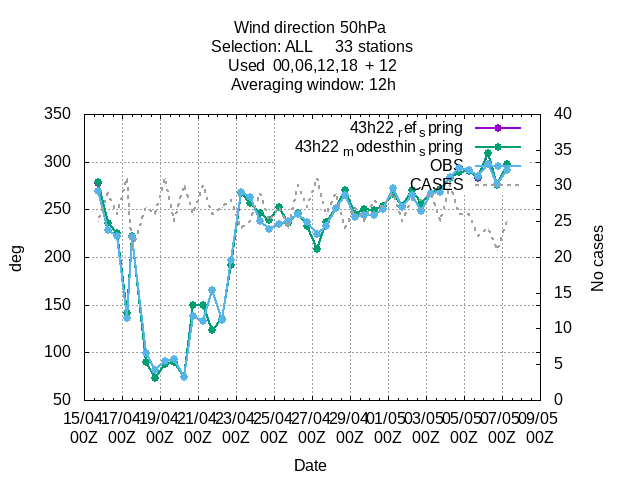 Wind direction 50hPa
Selection: ALL 33 stations
Used 00,06,12,18 + 12
Averaging window: 12h
43h22 ref spring
43h22 modesthin spring
OBS
CASES
350
300
250
200
150
100
50
deg
40
35
30
25
20
15
10
5
0
No cases
15/04 17/04 19/04 21/04 23/04 25/04 27/04 29/04 01/05 03/05 05/05 07/05 09/05
00Z 00Z 00Z 00Z 00Z 00Z 00Z 00Z 00Z 00Z 00Z 00Z 00Z
Date